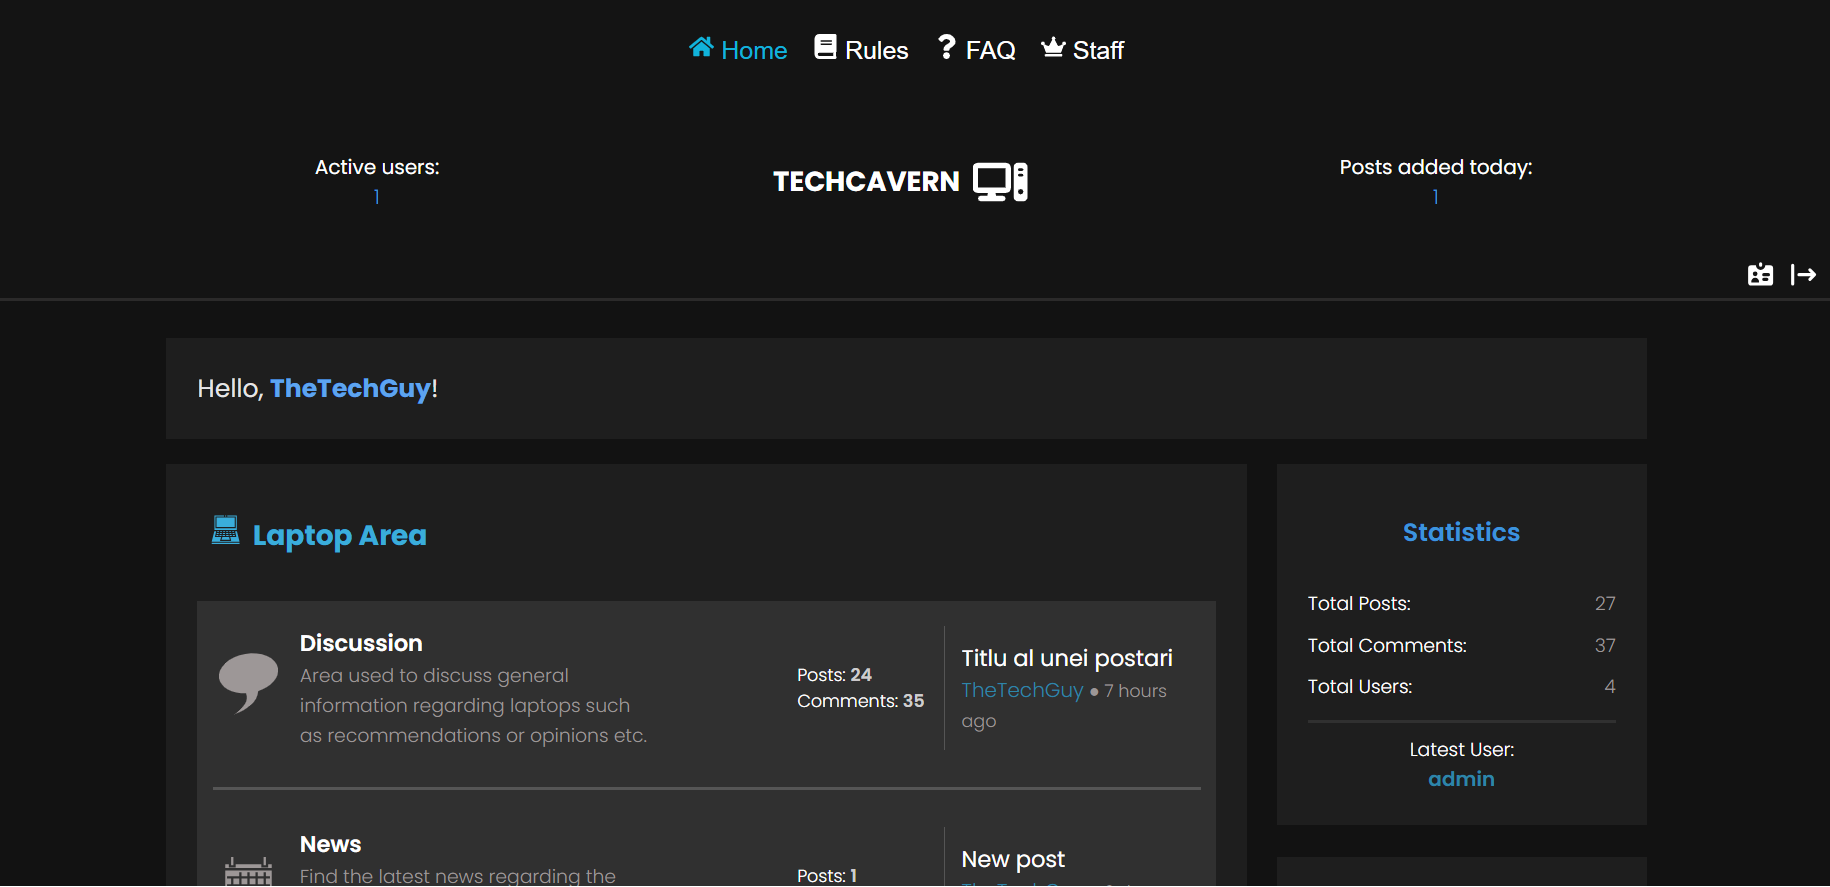 Home Rules FAQ Staff
Active users:
1
TECHCAVERN
Posts added today:
1
Hello, TheTechGuy!
Laptop Area
Discussion
Area used to discuss general
information regarding laptops such
as recommendations or opinions etc.
Posts: 24
Comments: 35
Titlu al unei postari
TheTechGuy • 7 hours
ago
News
Find the latest news regarding the
Posts: 1
New post
Statistics
Total Posts: 27
Total Comments: 37
Total Users: 4
Latest User:
admin